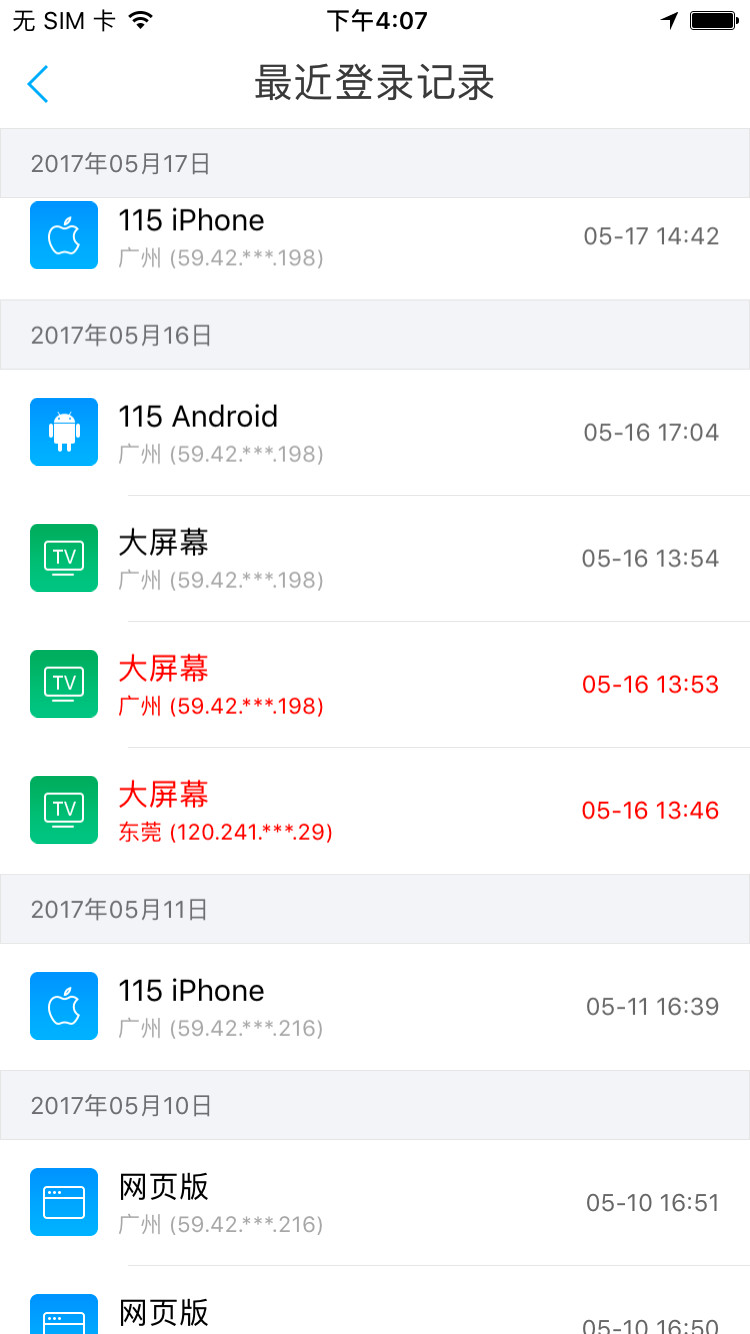 无 SIM 卡 下午4:07
最近登录记录
2017年05月17日
115 iPhone
广州 (59.42.***.198)
05-17 14:42
2017年05月16日
115 Android
广州 (59.42.***.198)
05-16 17:04
TV
大屏幕
广州 (59.42.***.198)
05-16 13:54
TV
大屏幕
广州 (59.42.***.198)
05-16 13:53
TV
大屏幕
东莞 (120.241.***.29)
05-16 13:46
2017年05月11日
115 iPhone
广州 (59.42.***.216)
05-11 16:39
2017年05月10日
网页版
广州 (59.42.***.216)
05-10 16:51
网页版
05-10 16:50